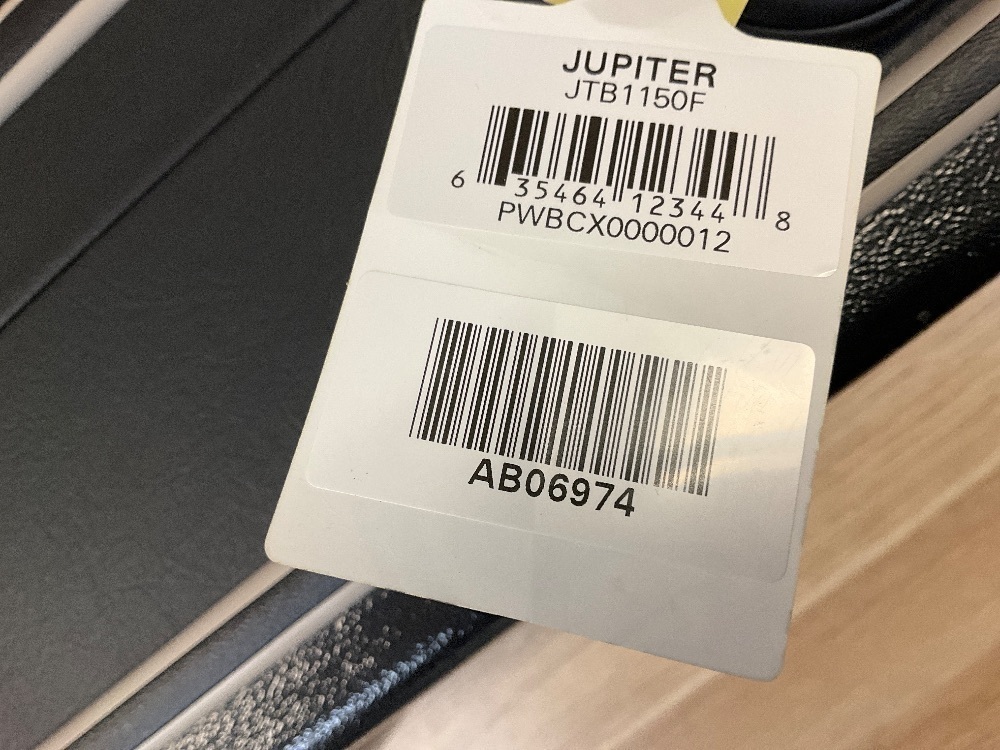 JUPITER
JTB1150F
6 35464 12344 8
PWBCX0000012
AB06974